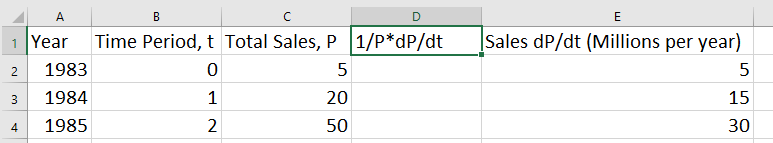 A B C D E
1 Year Time Period, t Total Sales, P 1/P*dP/dt Sales dP/dt (Millions per year)
2 1983 0 5 5
3 1984 1 20 15
4 1985 2 50 30